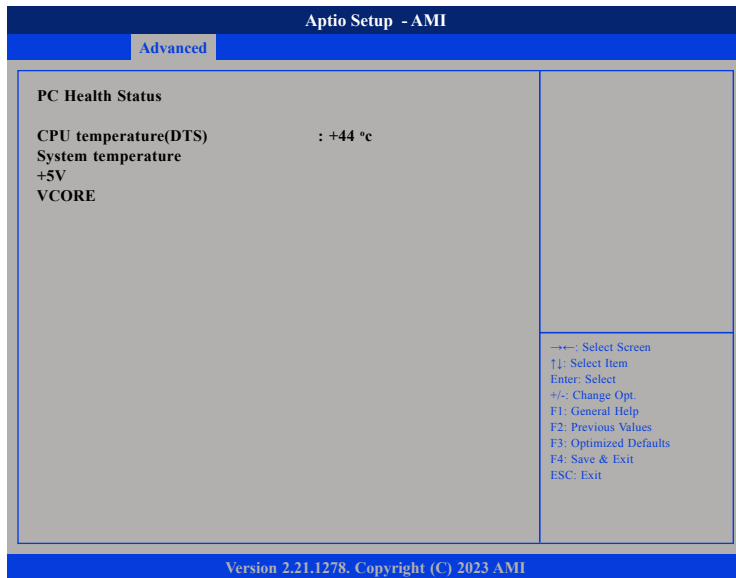 Aptio Setup - AMI
Advanced
PC Health Status
CPU temperature(DTS) : +44 °c
System temperature
+5V
VCORE
→←: Select Screen
↑↓: Select Item
Enter: Select
+/-: Change Opt.
F1: General Help
F2: Previous Values
F3: Optimized Defaults
F4: Save & Exit
ESC: Exit
Version 2.21.1278. Copyright (C) 2023 AMI